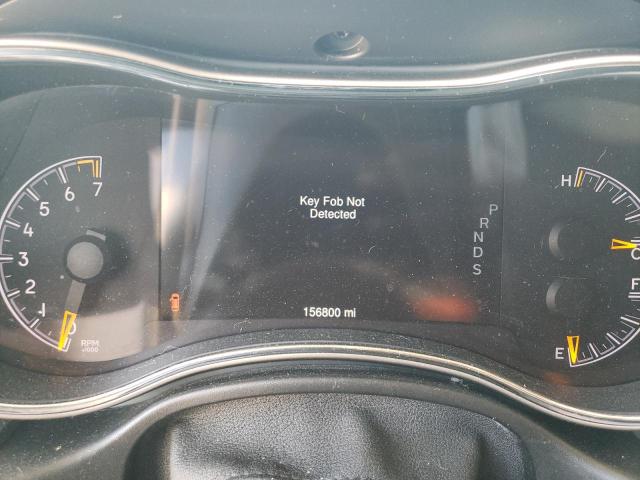 Key Fob Not
Detected
P
R
N
D
S
156800 mi
7
6
5
4
3
2
1
0
RPM
x1000
H
C
F
E